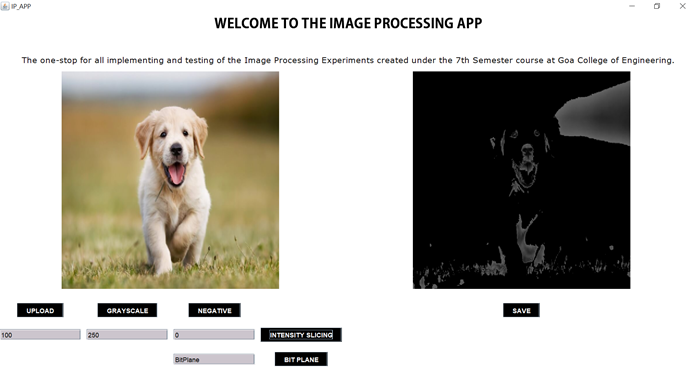 IP_APP
WELCOME TO THE IMAGE PROCESSING APP
The one-stop for all implementing and testing of the Image Processing Experiments created under the 7th Semester course at Goa College of Engineering.
UPLOAD GRAYSCALE NEGATIVE SAVE
100 250 0 INTENSITY SLICING
BitPlane BIT PLANE